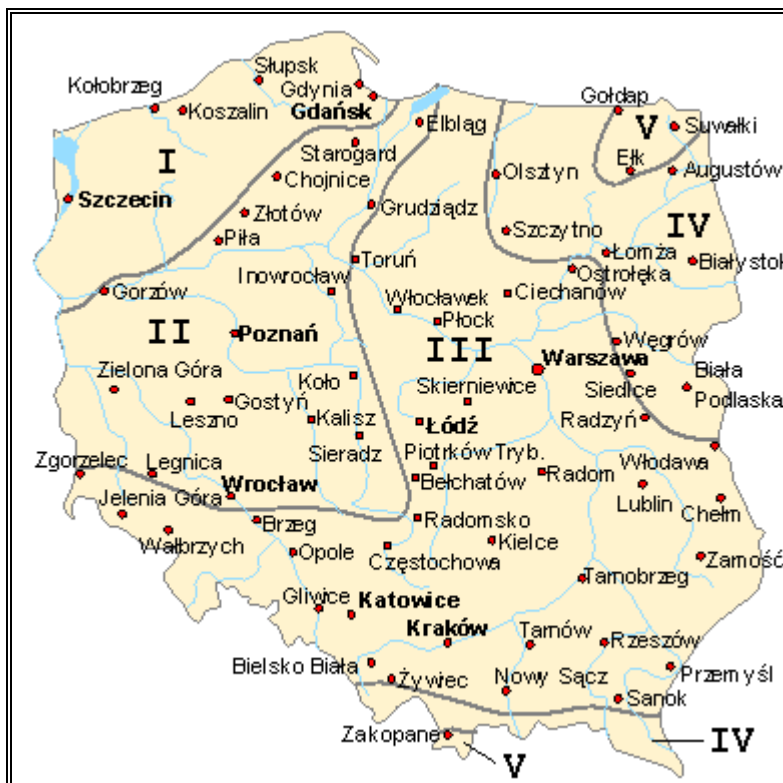 Słupsk
Kołobrzeg
Gdynia
Koszalin
Gdańsk
Gołdap
Elbląg
V
Suwałki
Starogard
I
Ełk
Olsztyn
Augustów
Chojnice
Szczecin
Grudziądz
Złotów
IV
Szczytno
Piła
Łomża
Toruń
Białystok
Inowrocław
Ostrołęka
Gorzów
Ciechanów
Włocławek
II
Płock
Poznań
III
Węgrów
Warszawa
Zielona Góra
Koło
Biała
Podlaska
Skierniewice
Siedlce
Leszno
Gostyń
Kalisz
Łódź
Radzyń
Sieradz
Piotrków Tryb.
Zgorzelec
Legnica
Włodawa
Bełchatów
Radom
Wrocław
Lublin
Jelenia Góra
Chełm
Brzeg
Radomsko
Wałbrzych
Kielce
Opole
Częstochowa
Zamość
Tarnobrzeg
Gliwice
Katowice
Kraków
Tarnów
Rzeszów
Bielsko Biała
Przemyśl
Żywiec
Nowy Sącz
Sanok
Zakopane
IV
V